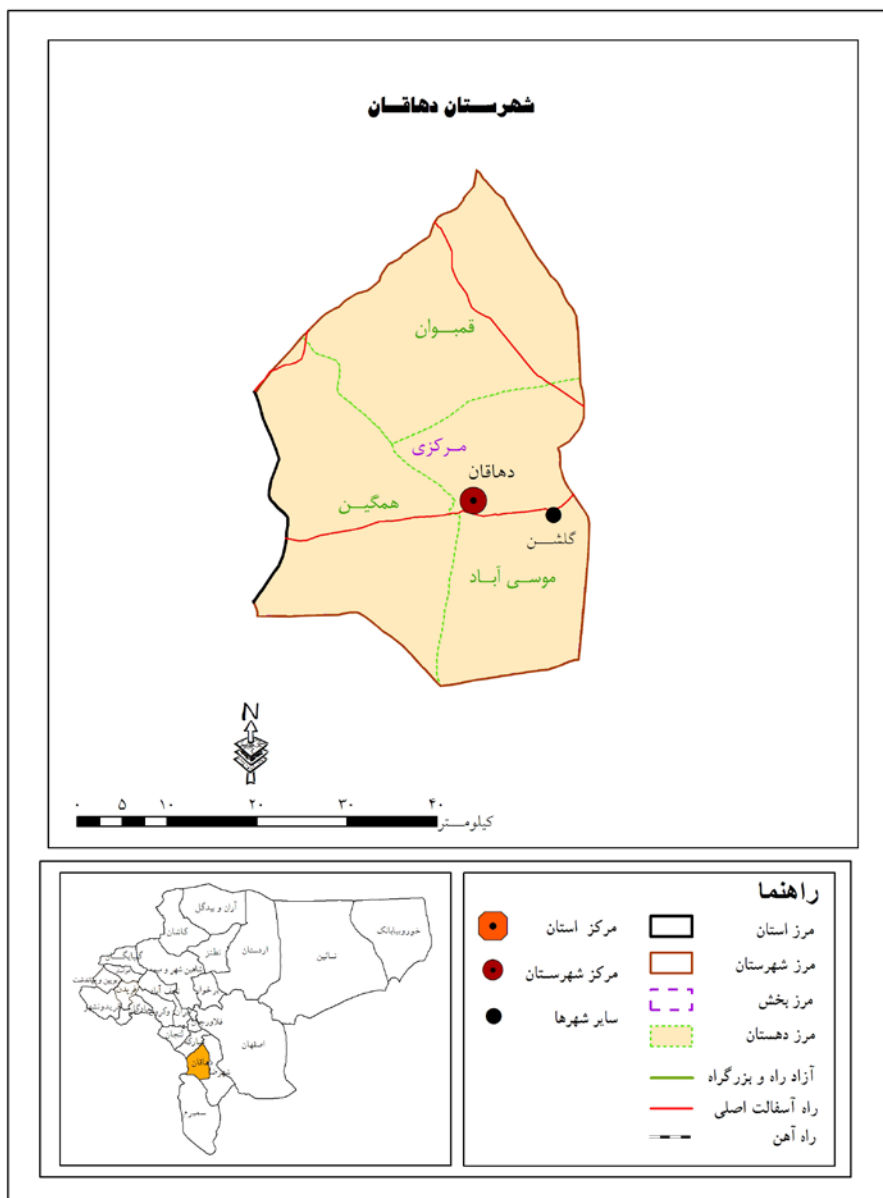 شهرستان دهاقان
قمبوان
مرکزی
دهاقان
همگین
گلشن
موسی آباد
N
۰ ۵ ۱۰ ۲۰ ۳۰ ۴۰
کیلومتر
راهنما
مرز استان
مرز شهرستان
مرز بخش
مرز دهستان
آزاد راه و بزرگراه
راه آسفالت اصلی
راه آهن
مرکز استان
مرکز شهرستان
سایر شهرها
آران و بیدگل
کاشان
خوروبیابانک
نطنز
اردستان
نائین
گلپایگان
اصفهان
دهاقان
سمیرم